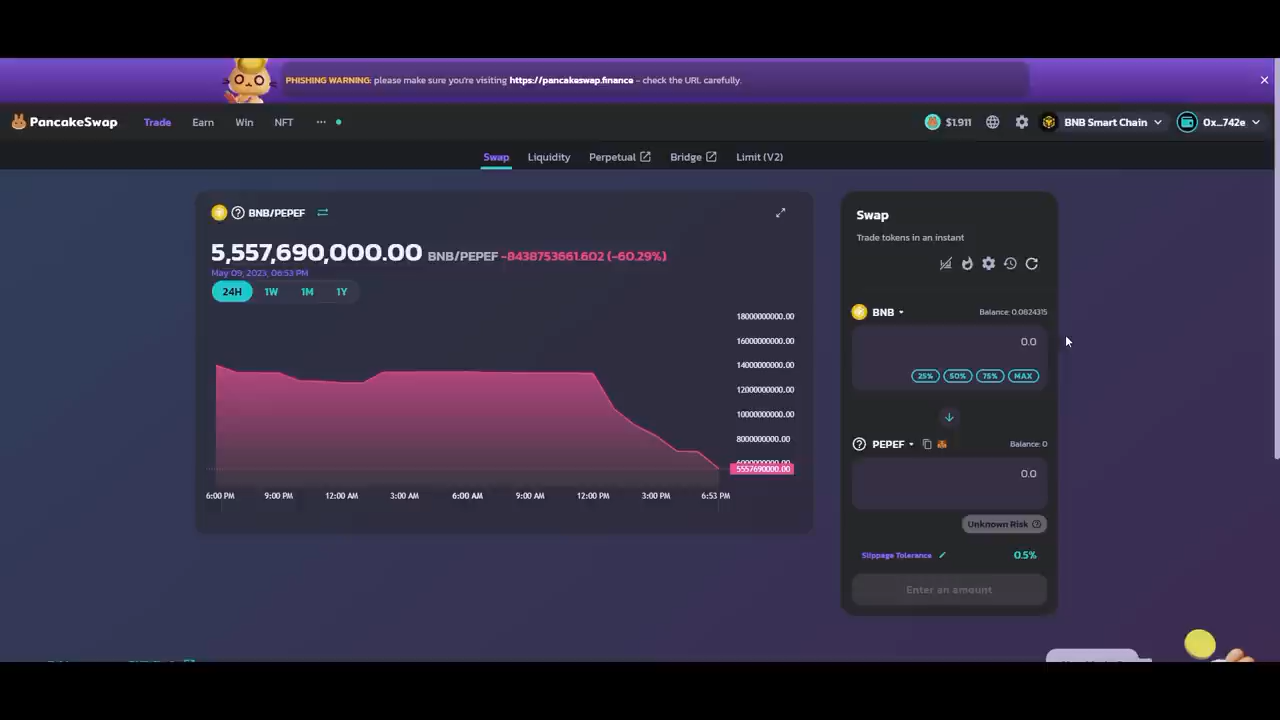 PHISHING WARNING: please make sure you're visiting https://pancakeswap.finance - check the URL carefully.
PancakeSwap Trade Earn Win NFT ··· $1.911 BNB Smart Chain 0x...742e
Swap Liquidity Perpetual Bridge Limit (V2)
BNB/PEPEF
5,557,690,000.00 BNB/PEPEF -8438753661.602 (-60.29%)
May 09, 2023, 06:53 PM
24H 1W 1M 1Y
18000000000.00
16000000000.00
14000000000.00
12000000000.00
10000000000.00
8000000000.00
5557690000.00
6:00 PM 9:00 PM 12:00 AM 3:00 AM 6:00 AM 9:00 AM 12:00 PM 3:00 PM 6:53 PM
Swap
Trade tokens in an instant
BNB Balance: 0.0824315
0.0
25% 50% 75% MAX
PEPEF Balance: 0
0.0
Unknown Risk
Slippage Tolerance 0.5%
Enter an amount